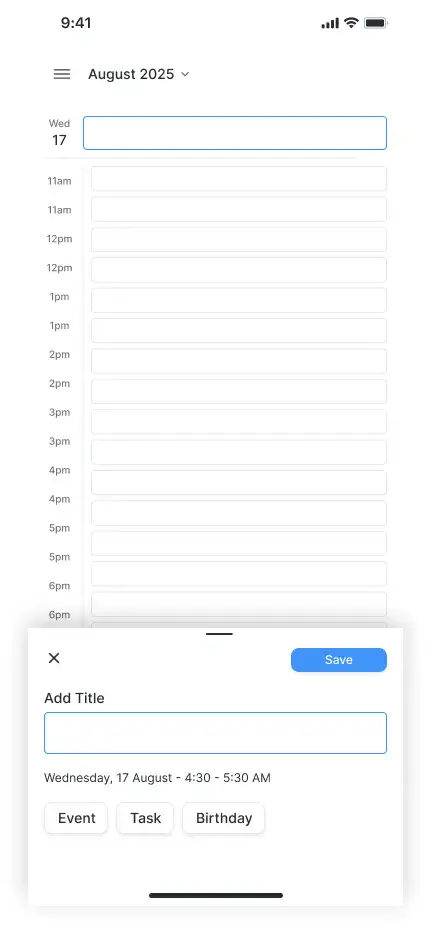 9:41
August 2025
Wed
17
11am
11am
12pm
12pm
1pm
1pm
2pm
2pm
3pm
3pm
4pm
4pm
5pm
5pm
6pm
6pm
Save
Add Title
Wednesday, 17 August - 4:30 - 5:30 AM
Event Task Birthday